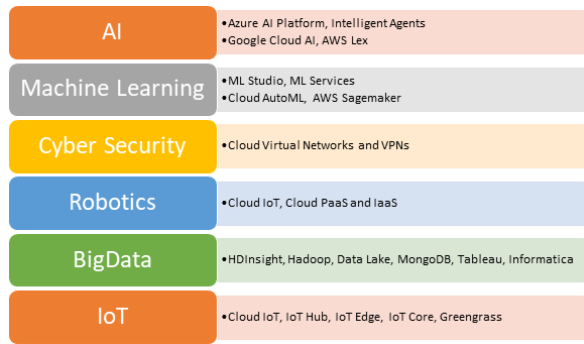 AI
•Azure AI Platform, Intelligent Agents
•Google Cloud AI, AWS Lex
Machine Learning
•ML Studio, ML Services
•Cloud AutoML, AWS Sagemaker
Cyber Security
•Cloud Virtual Networks and VPNs
Robotics
•Cloud IoT, Cloud PaaS and IaaS
BigData
•HDInsight, Hadoop, Data Lake, MongoDB, Tableau, Informatica
IoT
•Cloud IoT, IoT Hub, IoT Edge, IoT Core, Greengrass